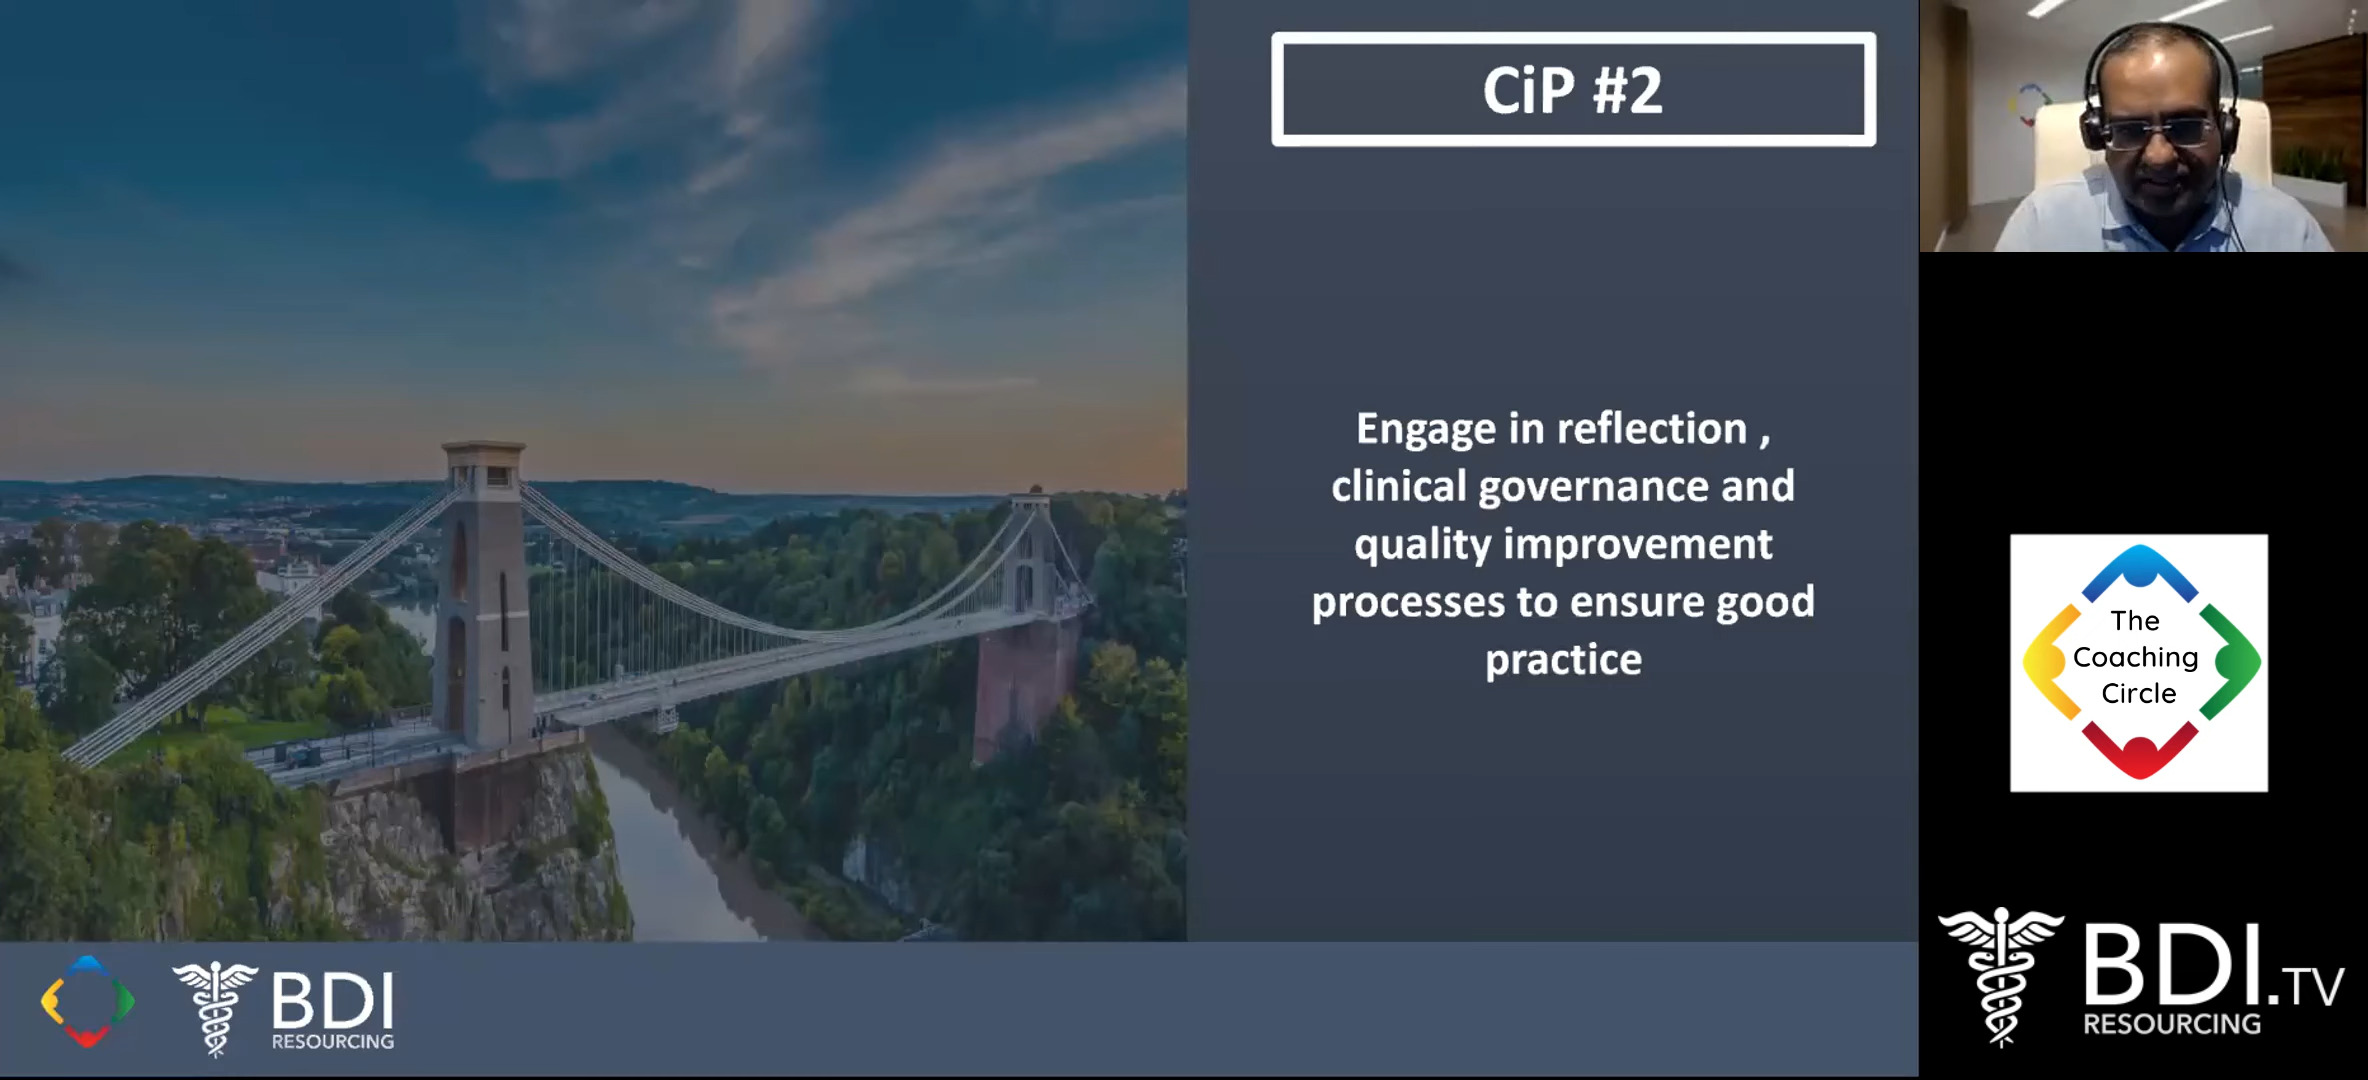 CiP #2
Engage in reflection ,
clinical governance and
quality improvement
processes to ensure good
practice
The
Coaching
Circle
BDI
RESOURCING
BDI.TV
RESOURCING